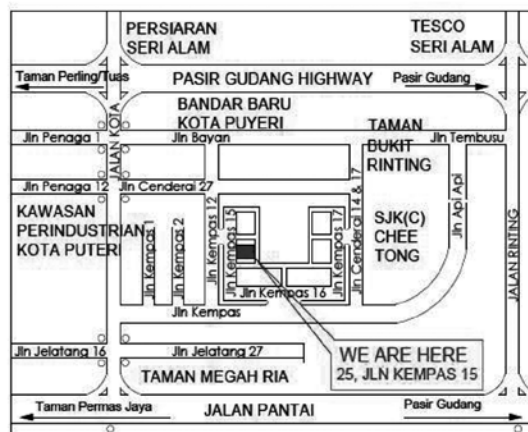 PERSIARAN
SERI ALAM
TESCO
SERI ALAM
Taman Perling/Tuas
PASIR GUDANG HIGHWAY
Pasir Gudang
BANDAR BARU
KOTA PUYERI
JALAN KOTA
TAMAN
BUKIT
RINTING
Jln Penaga 1
Jln Bayan
Jln Tembusu
Jln Penaga 12
Jln Cenderai 27
KAWASAN
PERINDUSTRIAN
KOTA PUTERI
Jln Kempas 1
Jln Kempas 2
Jln Kempas 12
Jln Kempas 15
Jln Kempas 17
Jln Cenderai 14 & 17
SJK(C)
CHEE
TONG
Jln Api Api
JALAN RINTING
Jln Kempas 16
Jln Kempas
WE ARE HERE
25, JLN KEMPAS 15
Jln Jelatang 16
Jln Jelatang 27
TAMAN MEGAH RIA
Taman Permas Jaya
JALAN PANTAI
Pasir Gudang